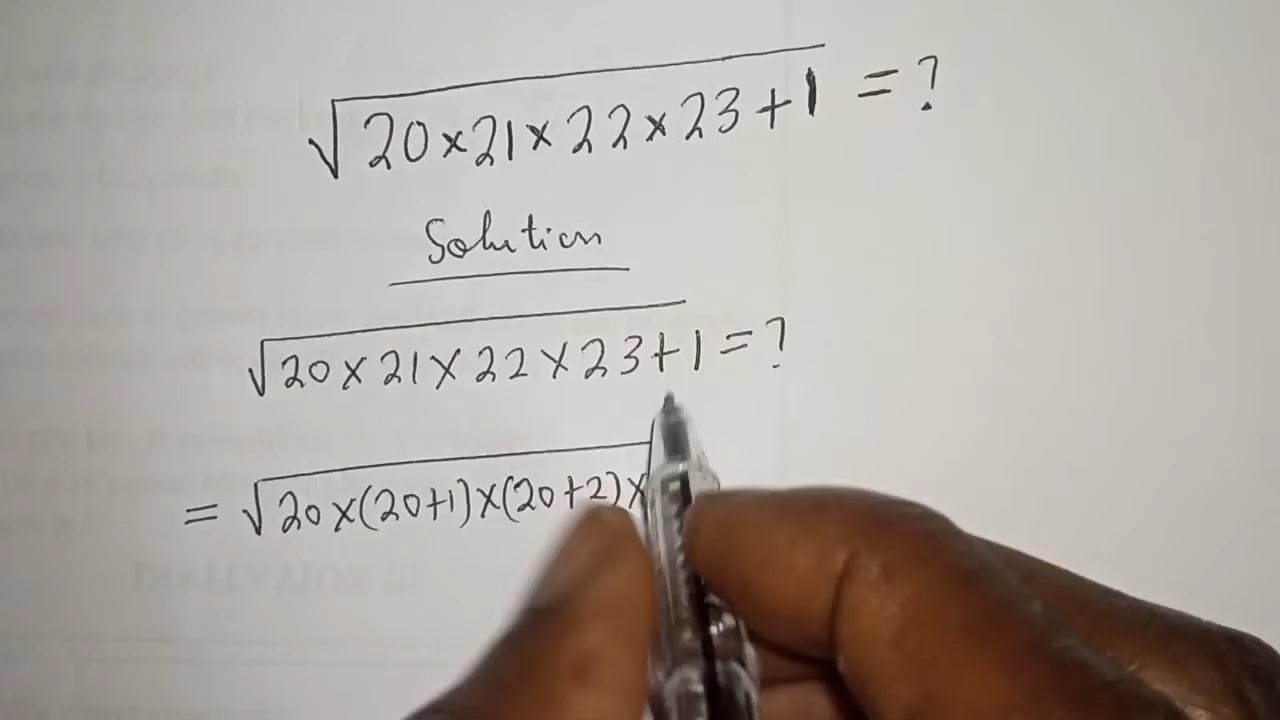 √20×21×22×23+1 = ?
Solution
√20×21×22×23+1 = ?
= √20×(20+1)×(20+2)×